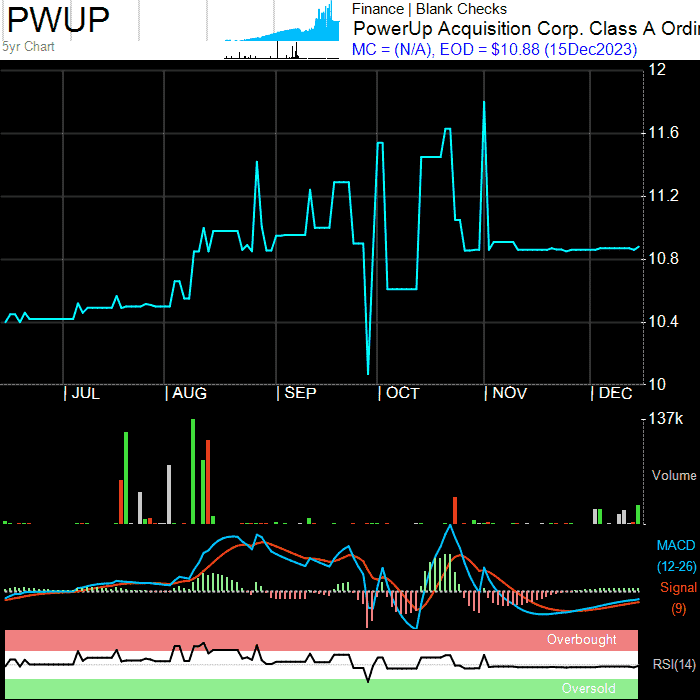 PWUP
5yr Chart
Finance | Blank Checks
PowerUp Acquisition Corp. Class A Ordi
MC = (N/A), EOD = $10.88 (15Dec2023)
12
11.6
11.2
10.8
10.4
10
| JUL | AUG | SEP | OCT | NOV | DEC
137k
Volume
MACD
(12-26)
Signal
(9)
Overbought
RSI(14)
Oversold